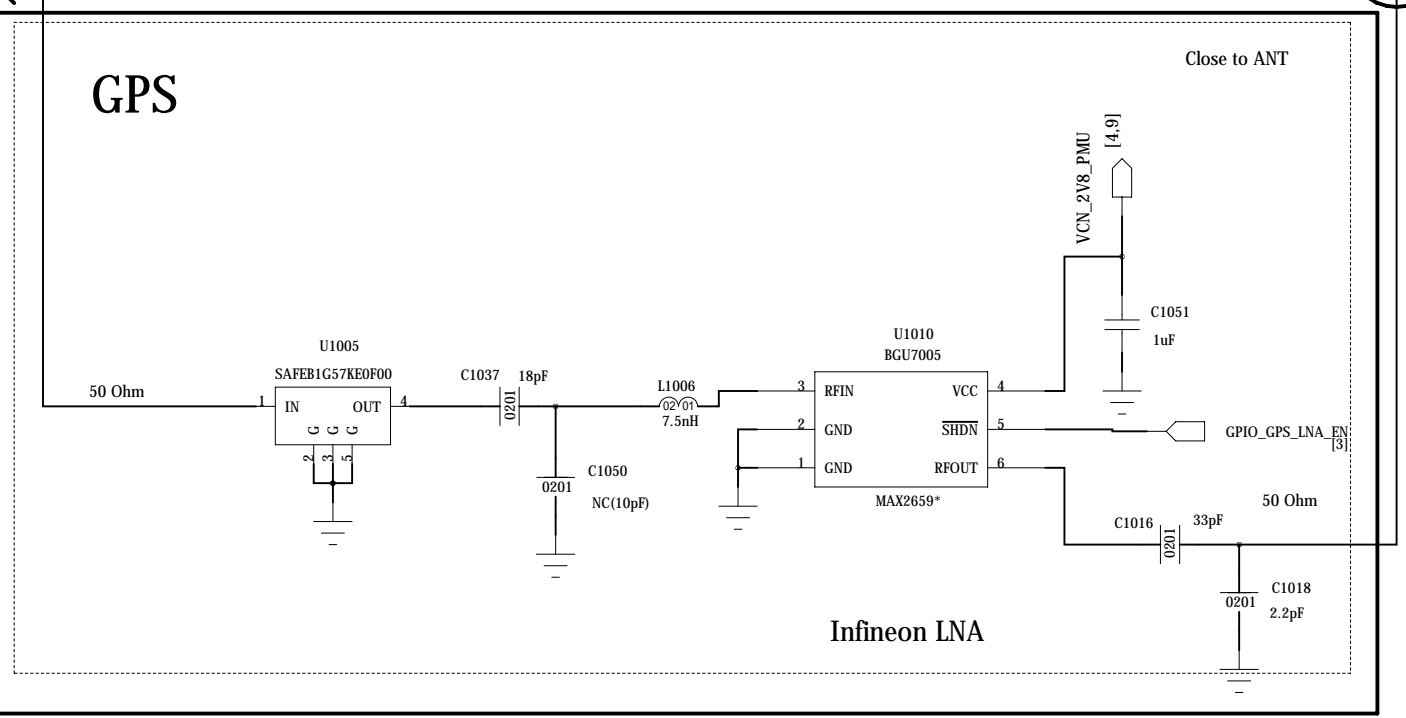 Close to ANT
GPS
VCN_2V8_PMU
[4,9]
C1051
1uF
U1005
SAFEB1G57KE0F00
50 Ohm
1
IN
OUT
4
G
G
G
2
3
5
C1037
18pF
0201
C1050
0201
NC(10pF)
L1006
0201
7.5nH
U1010
BGU7005
3
RFIN
VCC
4
2
GND
SHDN
5
1
GND
RFOUT
6
MAX2659*
GPIO_GPS_LNA_EN
[3]
50 Ohm
C1016
33pF
0201
C1018
0201
2.2pF
Infineon LNA